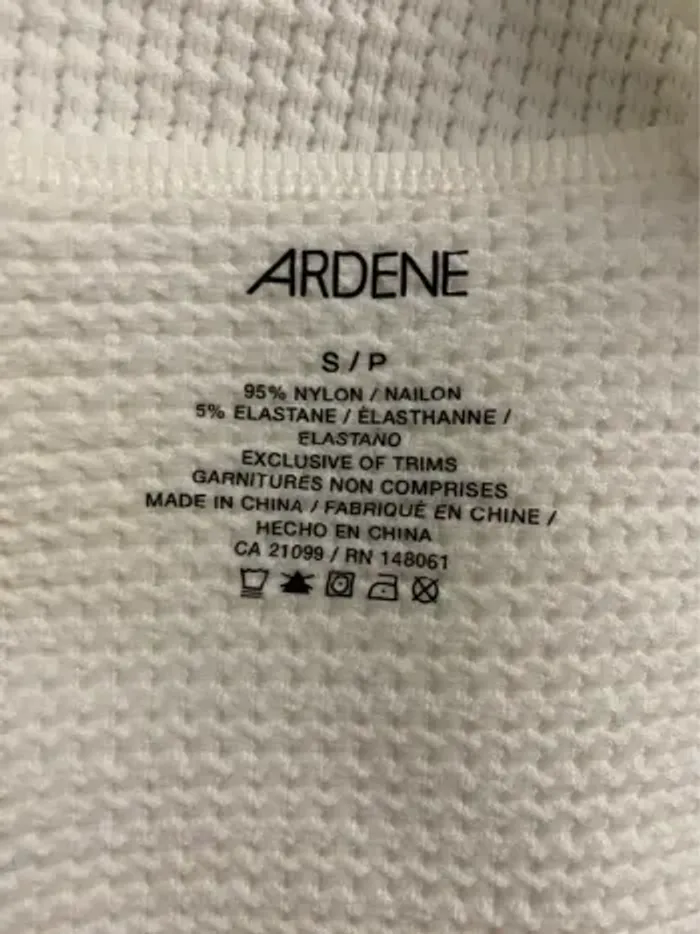 ARDENE
S / P
95% NYLON / NAILON
5% ELASTANE / ÉLASTHANNE /
ELASTANO
EXCLUSIVE OF TRIMS
GARNITURES NON COMPRISES
MADE IN CHINA / FABRIQUÉ EN CHINE /
HECHO EN CHINA
CA 21099 / RN 148061